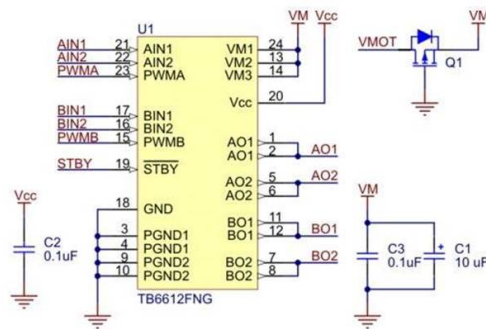 U1
VM
Vcc
VM
AIN1 21 AIN1 VM1 24
AIN2 22 AIN2 VM2 13
PWMA 23 PWMA VM3 14
VMOT
Q1
Vcc 20
BIN1 17 BIN1
BIN2 16 BIN2
PWMB 15 PWMB
AO1 1
AO1 2 AO1
STBY 19 STBY
AO2 5 AO2
AO2 6
Vcc
18 GND
VM
3 PGND1 BO1 11
4 PGND1 BO1 12 BO1
9 PGND2 BO2 7 BO2
10 PGND2 BO2 8
C2
0.1uF
C3
0.1uF
+
C1
10 uF
TB6612FNG